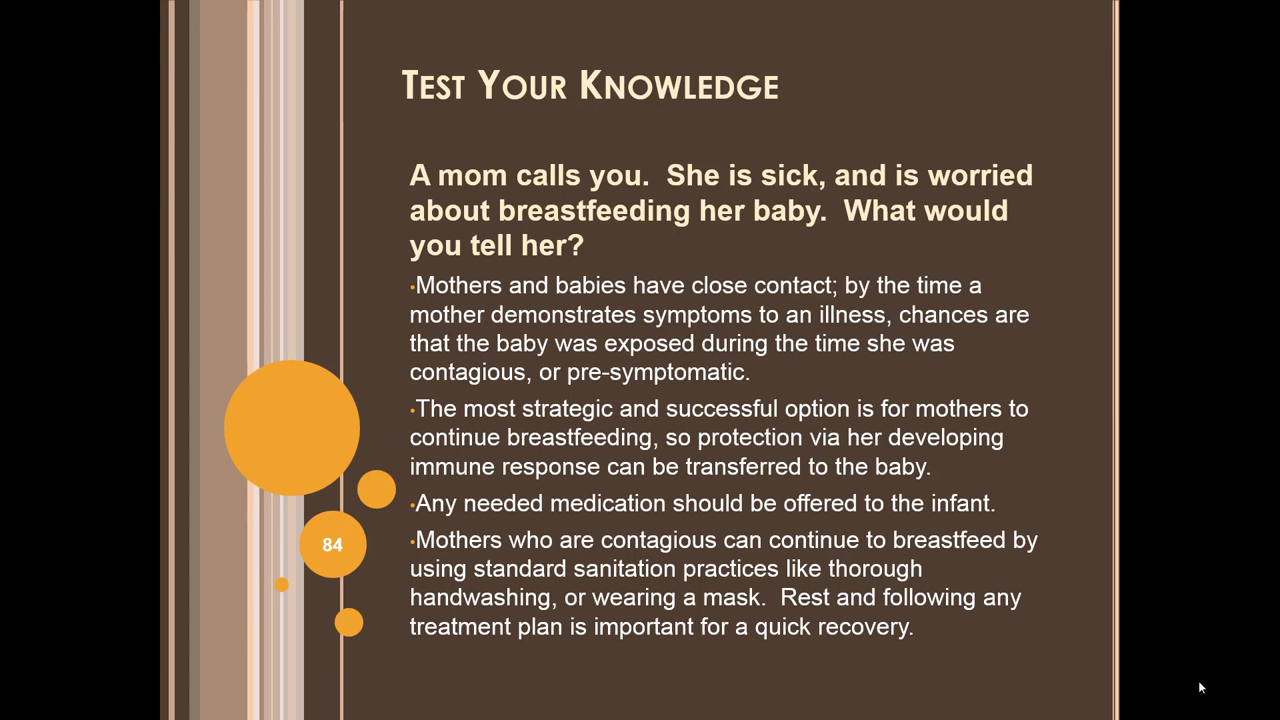 Test Your Knowledge
A mom calls you.  She is sick, and is worried
about breastfeeding her baby.  What would
you tell her?
•Mothers and babies have close contact; by the time a
mother demonstrates symptoms to an illness, chances are
that the baby was exposed during the time she was
contagious, or pre-symptomatic.
•The most strategic and successful option is for mothers to
continue breastfeeding, so protection via her developing
immune response can be transferred to the baby.
•Any needed medication should be offered to the infant.
•Mothers who are contagious can continue to breastfeed by
using standard sanitation practices like thorough
handwashing, or wearing a mask.  Rest and following any
treatment plan is important for a quick recovery.
84